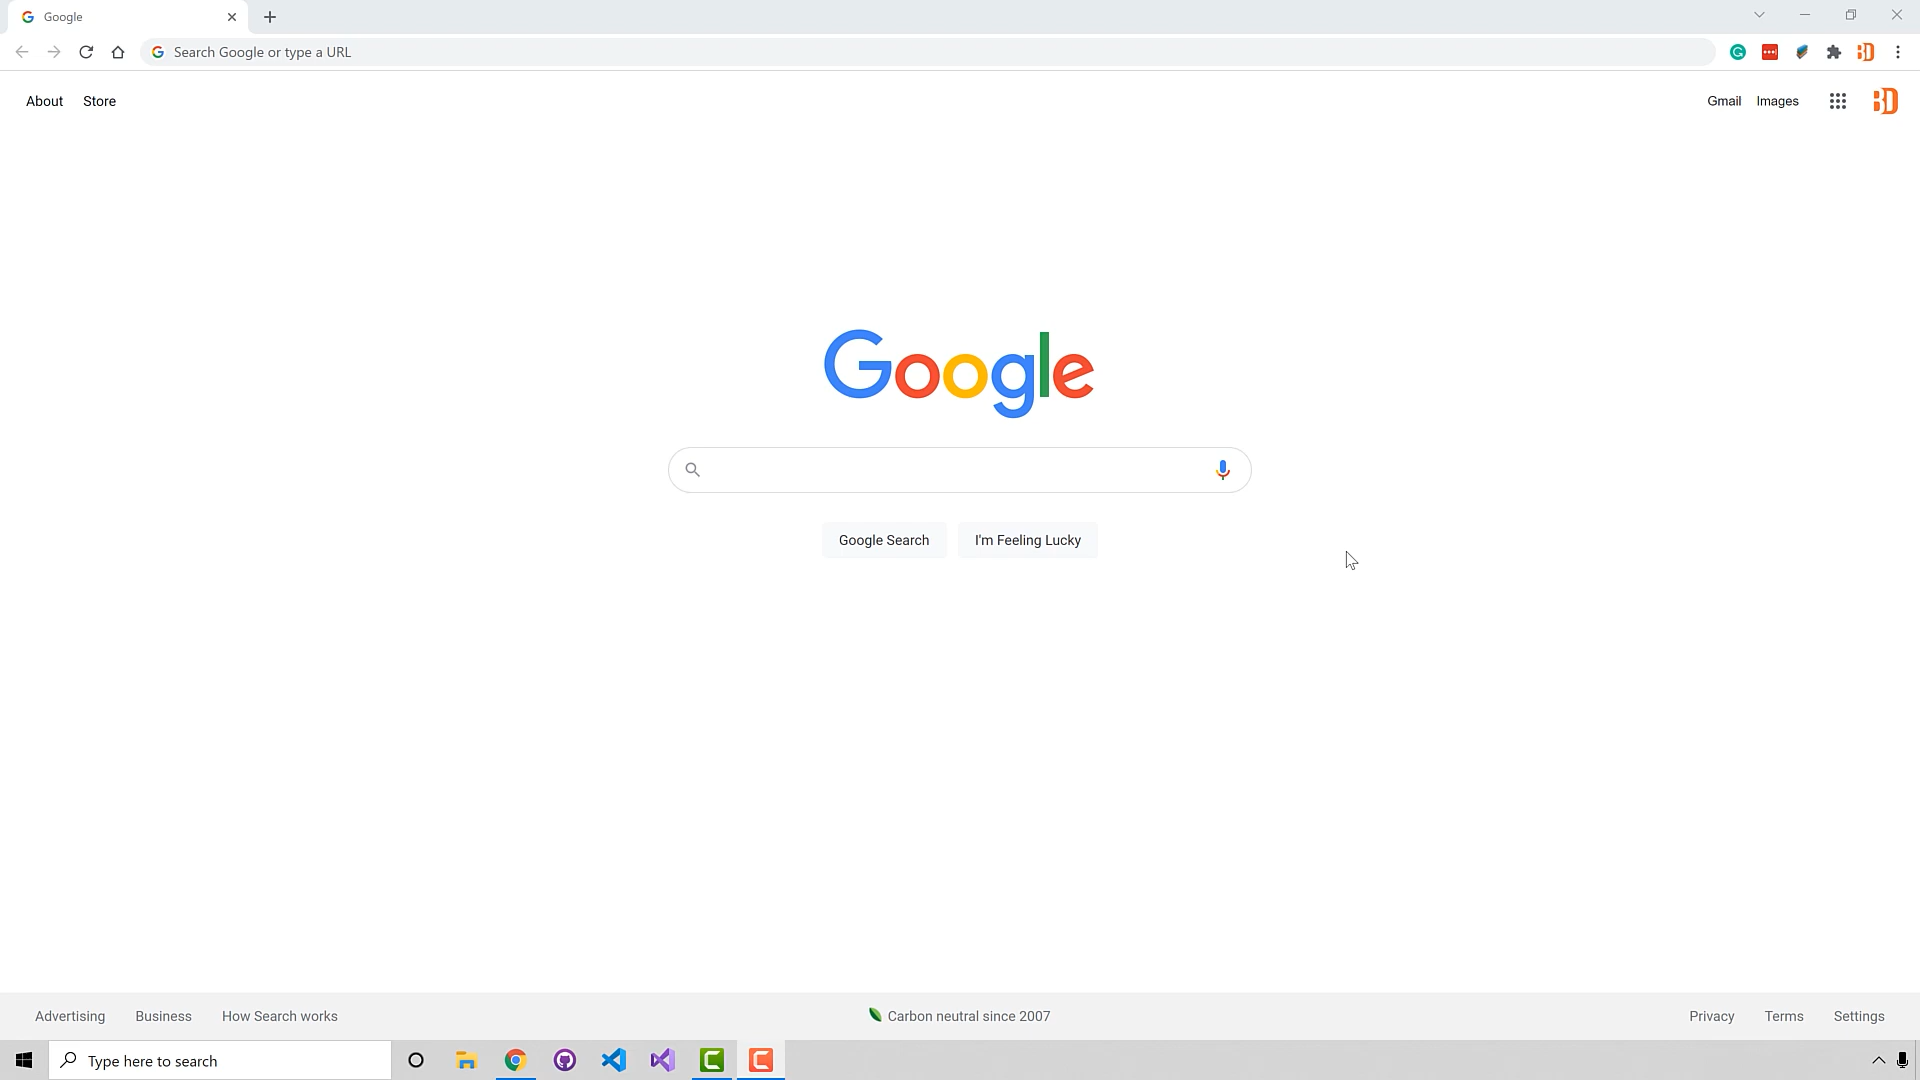 Google
Search Google or type a URL
About Store
Gmail Images
Google
Google Search I'm Feeling Lucky
Advertising Business How Search works
Carbon neutral since 2007
Privacy Terms Settings
Type here to search